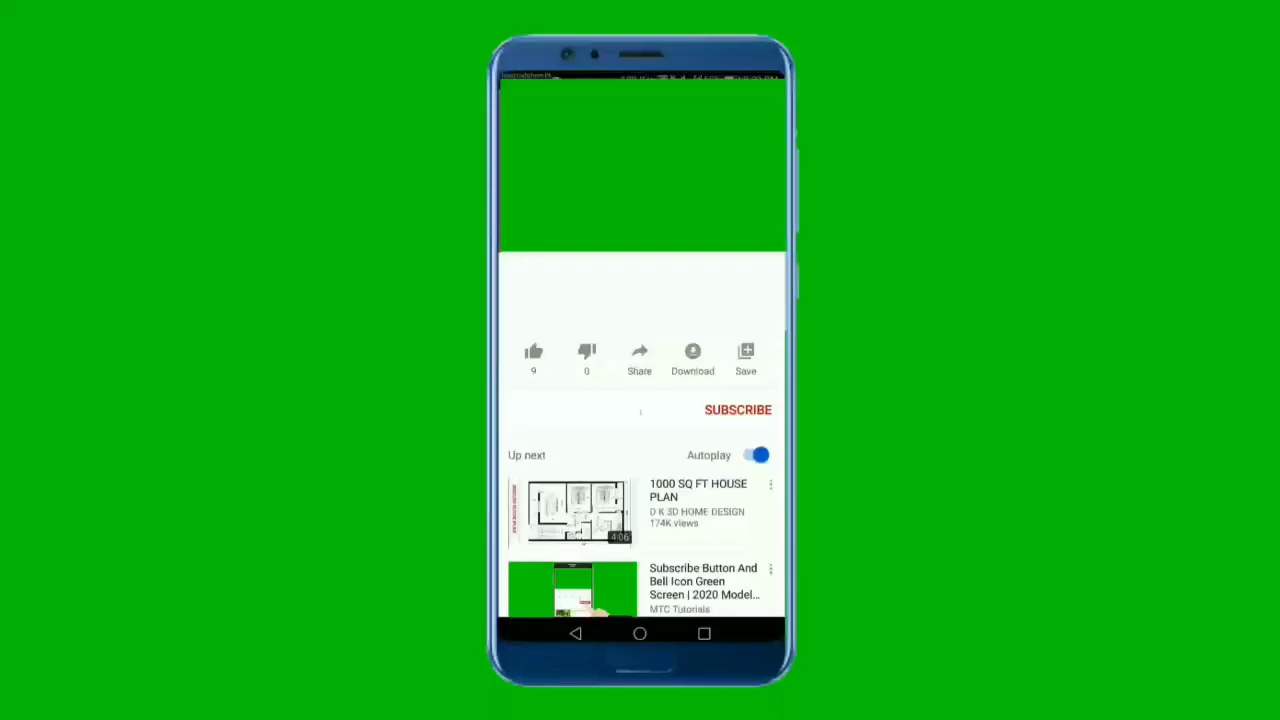 9
0
Share
Download
Save
SUBSCRIBE
Up next
Autoplay
1000 SQ FT HOUSE
PLAN
D K 3D HOME DESIGN
174K views
4:06
Subscribe Button And
Bell Icon Green
Screen | 2020 Model...
MTC Tutorials